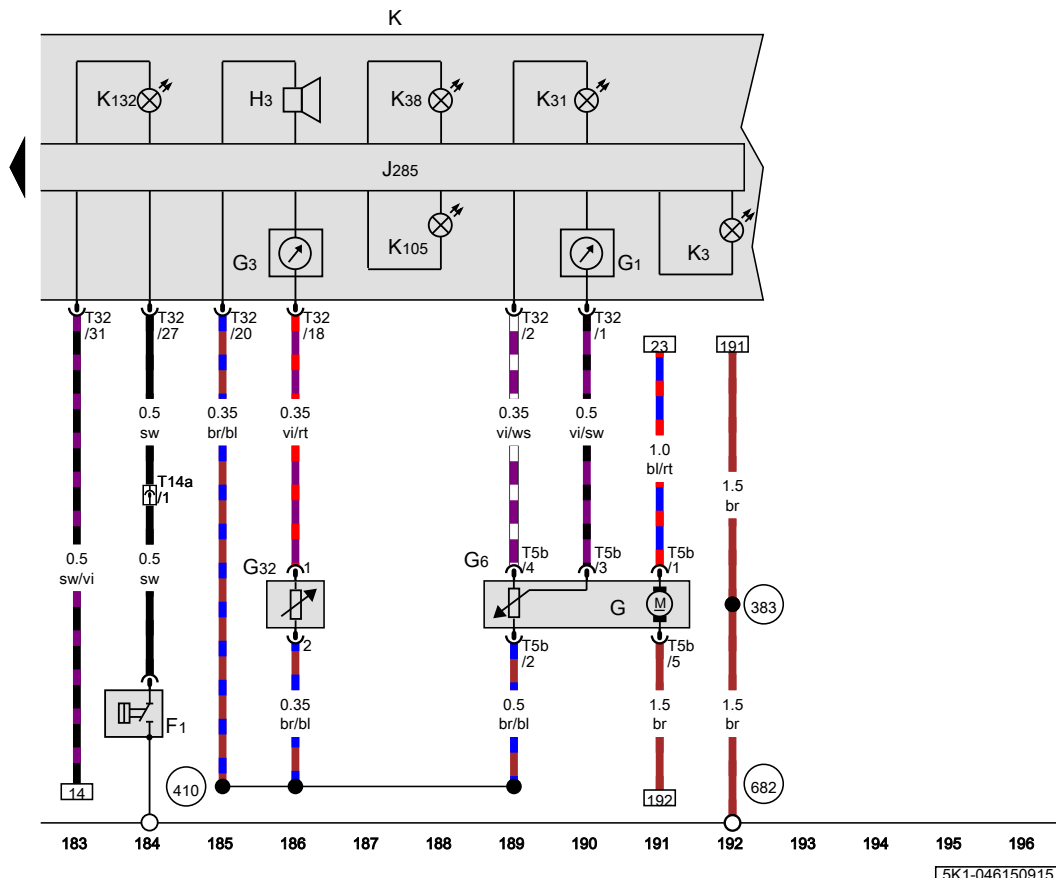 K
K132
H3
K38
K31
J285
G3
K105
G1
K3
T32
/31
T32
/27
T32
/20
T32
/18
T32
/2
T32
/1
23
191
0.5
sw
0.35
br/bl
0.35
vi/rt
0.35
vi/ws
0.5
vi/sw
1.0
bl/rt
T14a
/1
1.5
br
0.5
sw/vi
0.5
sw
G32
1
G6
T5b
/4
T5b
/3
T5b
/1
G
M
383
2
T5b
/2
T5b
/5
F1
0.35
br/bl
0.5
br/bl
1.5
br
1.5
br
14
410
192
682
183 184 185 186 187 188 189 190 191 192 193 194 195 196
5K1-046150915